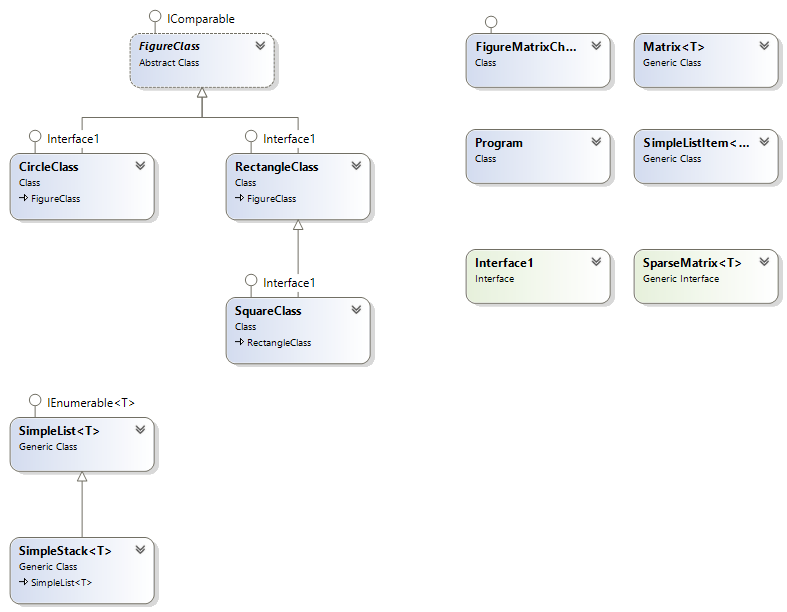 IComparable
FigureClass
Abstract Class
Interface1
CircleClass
Class
FigureClass
Interface1
RectangleClass
Class
FigureClass
Interface1
SquareClass
Class
RectangleClass
IEnumerable<T>
SimpleList<T>
Generic Class
SimpleStack<T>
Generic Class
SimpleList<T>
FigureMatrixCh...
Class
Matrix<T>
Generic Class
Program
Class
SimpleListItem<...
Generic Class
Interface1
Interface
SparseMatrix<T>
Generic Interface